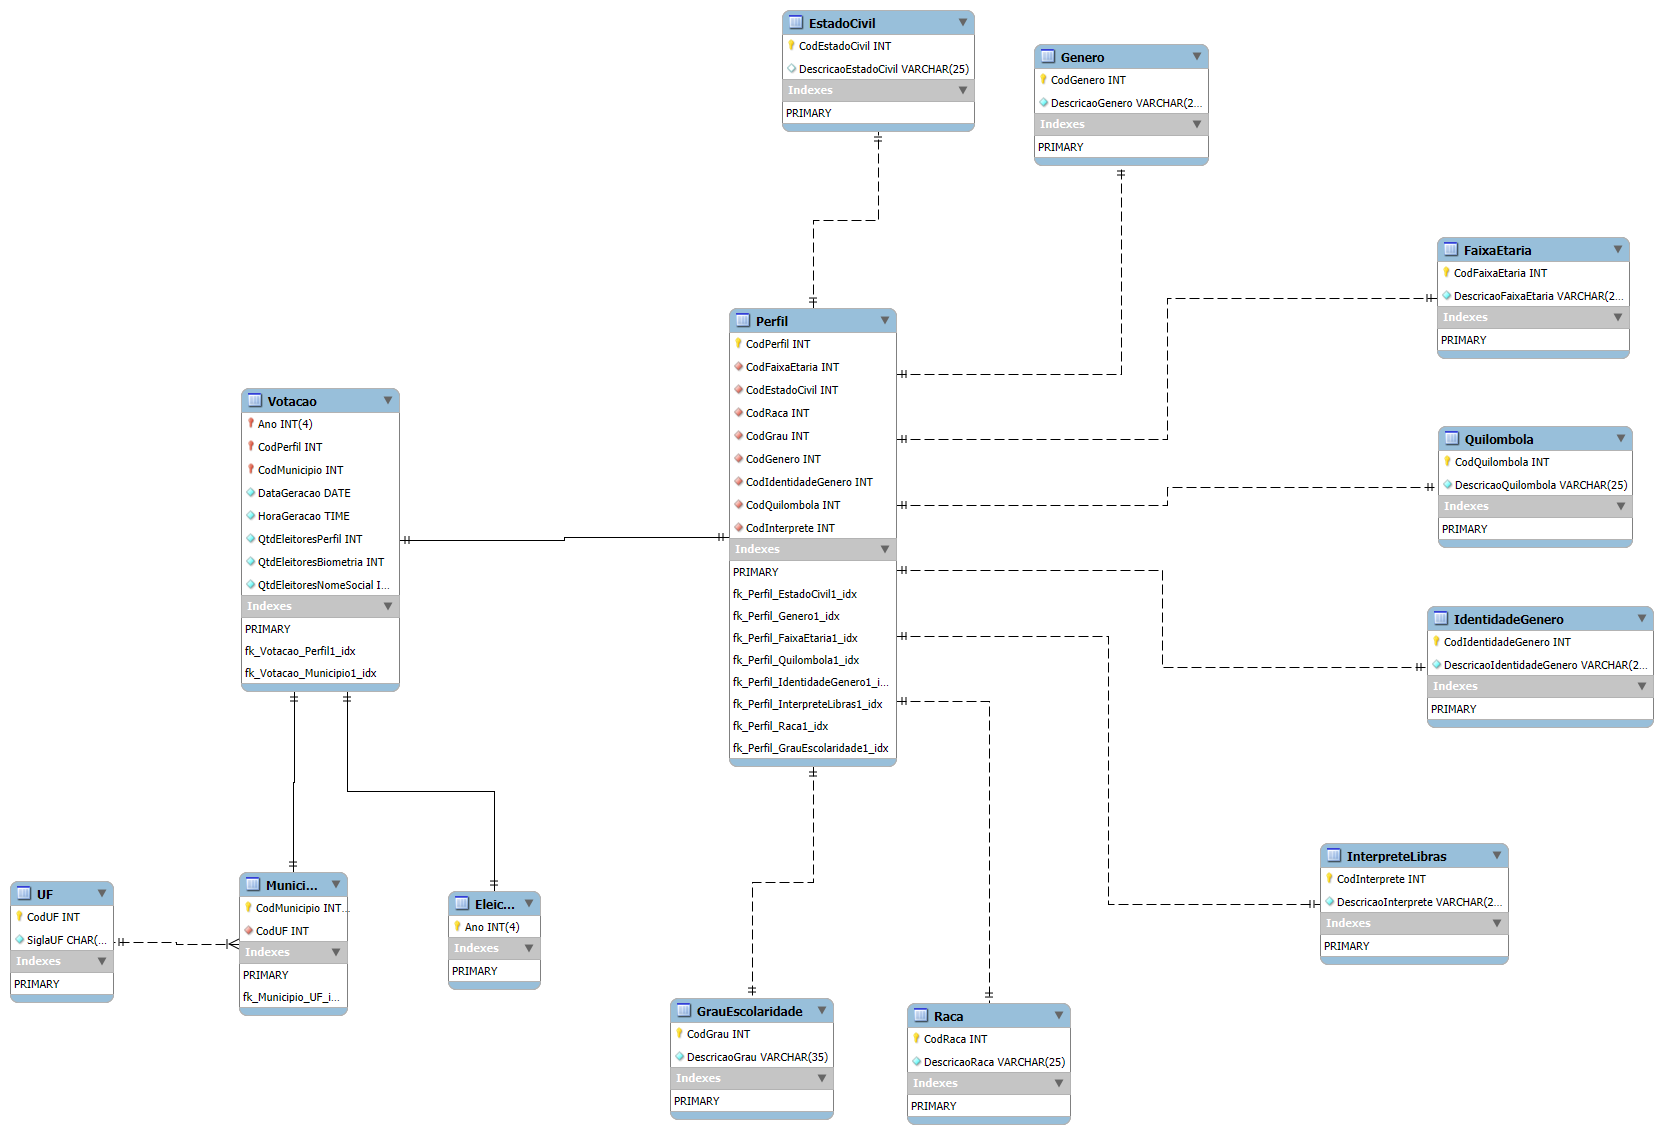 EstadoCivil
CodEstadoCivil INT
DescricaoEstadoCivil VARCHAR(25)
Indexes
PRIMARY
Genero
CodGenero INT
DescricaoGenero VARCHAR(2...
Indexes
PRIMARY
FaixaEtaria
CodFaixaEtaria INT
DescricaoFaixaEtaria VARCHAR(2...
Indexes
PRIMARY
Perfil
CodPerfil INT
CodFaixaEtaria INT
CodEstadoCivil INT
CodRaca INT
CodGrau INT
CodGenero INT
CodIdentidadeGenero INT
CodQuilombola INT
CodInterprete INT
Indexes
PRIMARY
fk_Perfil_EstadoCivil1_idx
fk_Perfil_Genero1_idx
fk_Perfil_FaixaEtaria1_idx
fk_Perfil_Quilombola1_idx
fk_Perfil_IdentidadeGenero1_i...
fk_Perfil_InterpreteLibras1_idx
fk_Perfil_Raca1_idx
fk_Perfil_GrauEscolaridade1_idx
Votacao
Ano INT(4)
CodPerfil INT
CodMunicipio INT
DataGeracao DATE
HoraGeracao TIME
QtdEleitoresPerfil INT
QtdEleitoresBiometria INT
QtdEleitoresNomeSocial I...
Indexes
PRIMARY
fk_Votacao_Perfil1_idx
fk_Votacao_Municipio1_idx
Quilombola
CodQuilombola INT
DescricaoQuilombola VARCHAR(25)
Indexes
PRIMARY
IdentidadeGenero
CodIdentidadeGenero INT
DescricaoIdentidadeGenero VARCHAR(2...
Indexes
PRIMARY
InterpreteLibras
CodInterprete INT
DescricaoInterprete VARCHAR(2...
Indexes
PRIMARY
UF
CodUF INT
SiglaUF CHAR(...
Indexes
PRIMARY
Munici...
CodMunicipio INT...
CodUF INT
Indexes
PRIMARY
fk_Municipio_UF_i...
Eleic...
Ano INT(4)
Indexes
PRIMARY
GrauEscolaridade
CodGrau INT
DescricaoGrau VARCHAR(35)
Indexes
PRIMARY
Raca
CodRaca INT
DescricaoRaca VARCHAR(25)
Indexes
PRIMARY